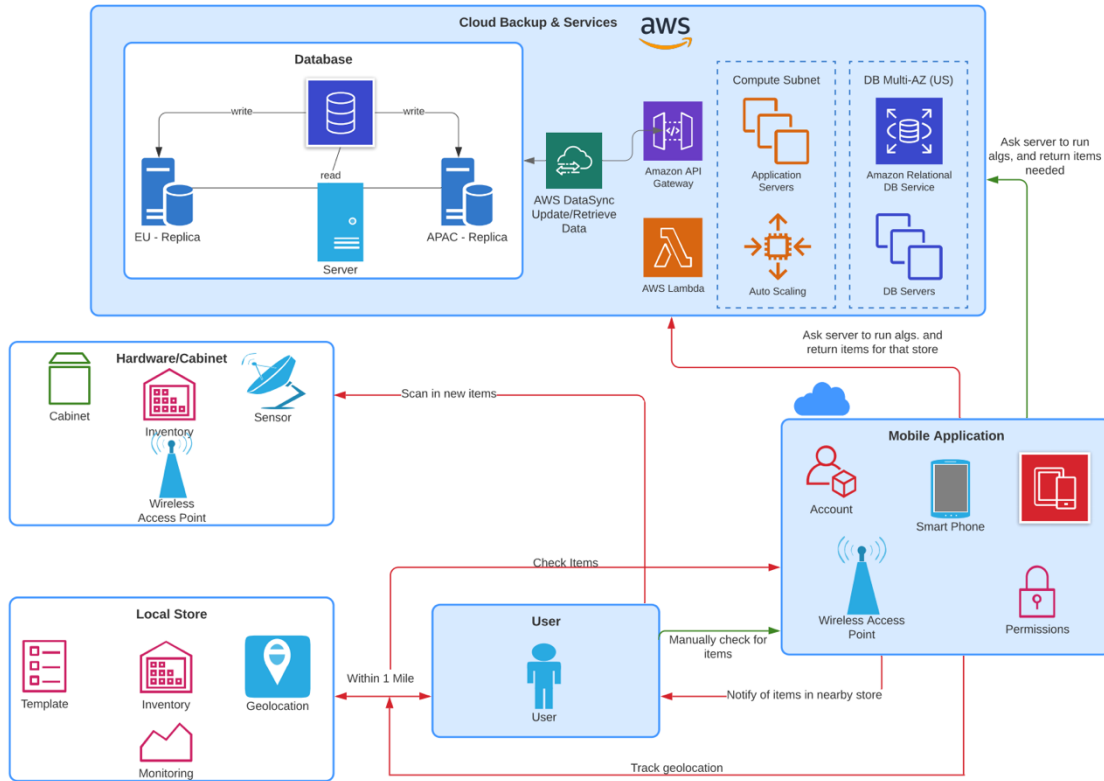 Cloud Backup & Services
aws
Database
write
write
read
EU - Replica
APAC - Replica
Server
AWS DataSync
Update/Retrieve
Data
Amazon API
Gateway
AWS Lambda
Compute Subnet
Application
Servers
Auto Scaling
DB Multi-AZ (US)
Amazon Relational
DB Service
DB Servers
Ask server to run
algs, and return items
needed
Ask server to run algs. and
return items for that store
Hardware/Cabinet
Cabinet
Inventory
Sensor
Wireless
Access Point
Scan in new items
Mobile Application
Account
Smart Phone
Wireless Access
Point
Permissions
Check Items
Local Store
Template
Inventory
Geolocation
Monitoring
Within 1 Mile
User
User
Manually check for
items
Notify of items in nearby store
Track geolocation